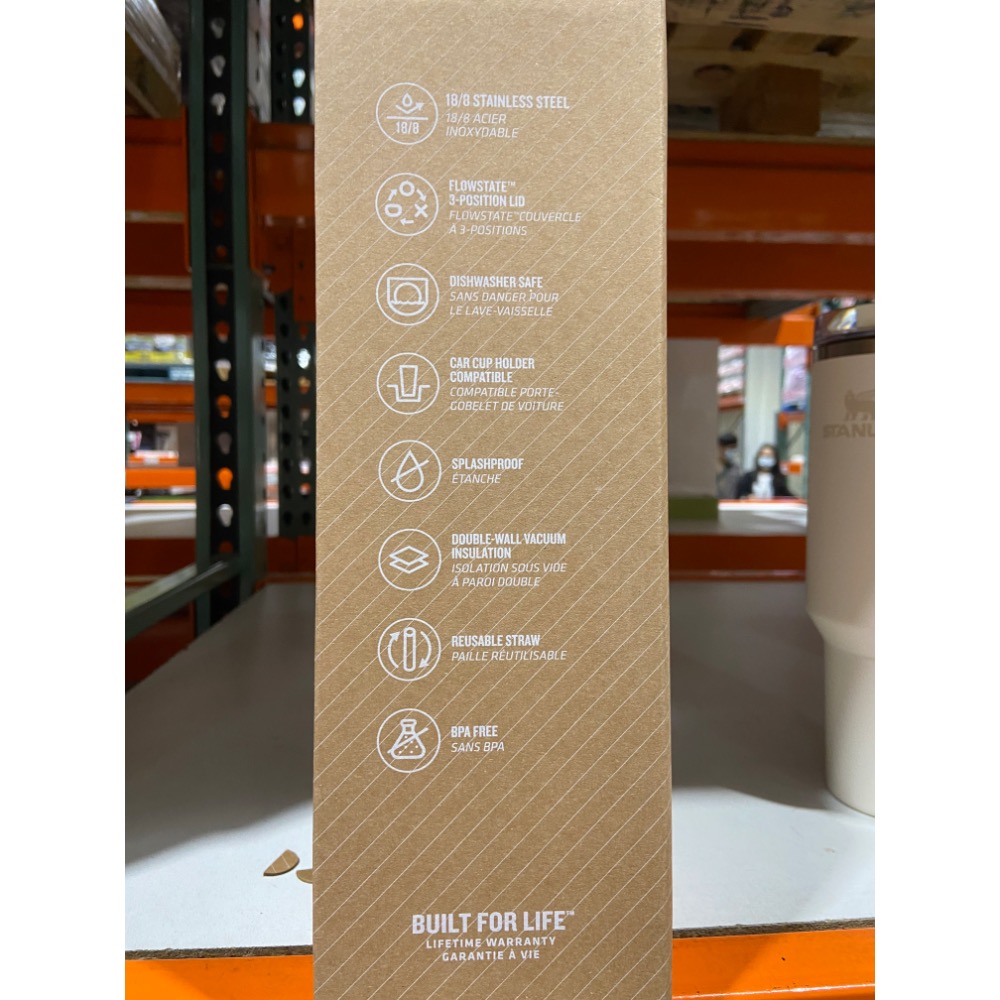 18/8
18/8 STAINLESS STEEL
18/8 ACIER
INOXYDABLE
FLOWSTATE™
3-POSITION LID
FLOWSTATE™COUVERCLE
À 3-POSITIONS
DISHWASHER SAFE
SANS DANGER POUR
LE LAVE-VAISSELLE
CAR CUP HOLDER
COMPATIBLE
COMPATIBLE PORTE-
GOBELET DE VOITURE
SPLASHPROOF
ÉTANCHE
DOUBLE-WALL VACUUM
INSULATION
ISOLATION SOUS VIDE
À PAROI DOUBLE
REUSABLE STRAW
PAILLE RÉUTILISABLE
BPA FREE
SANS BPA
BUILT FOR LIFE™
LIFETIME WARRANTY
GARANTIE À VIE